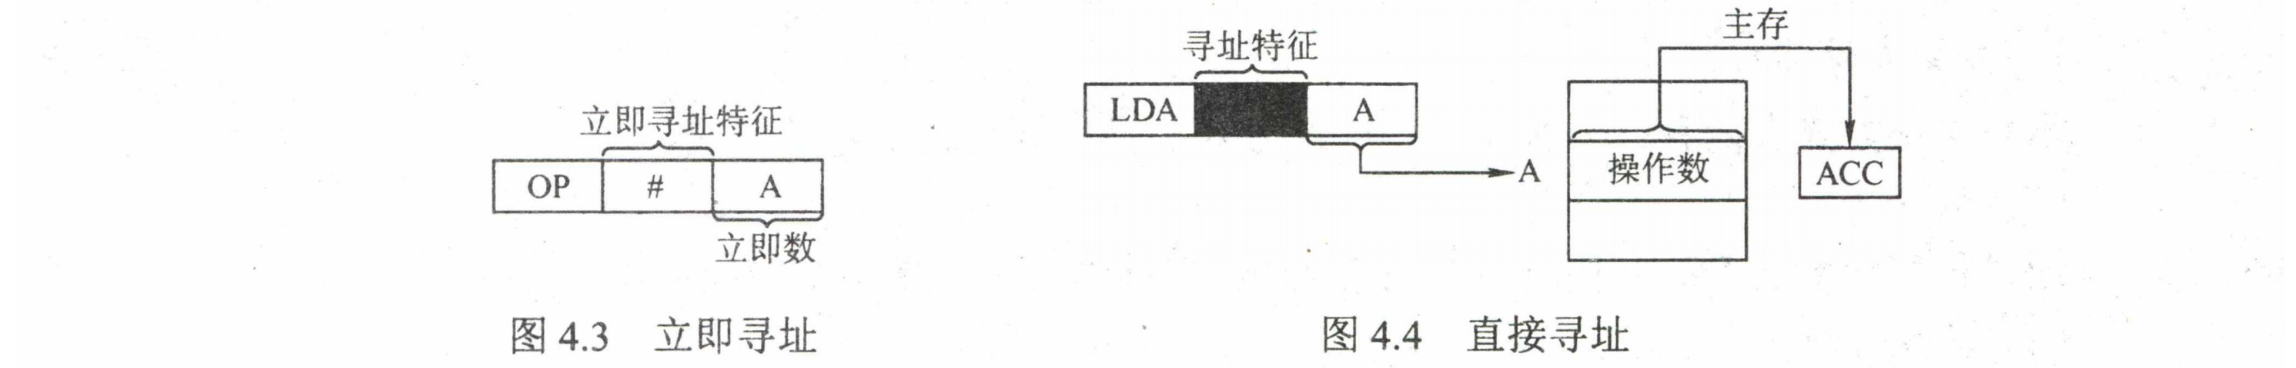 立即寻址特征
OP # A
立即数
图 4.3 立即寻址
寻址特征
LDA A
A
主存
操作数
ACC
图 4.4 直接寻址